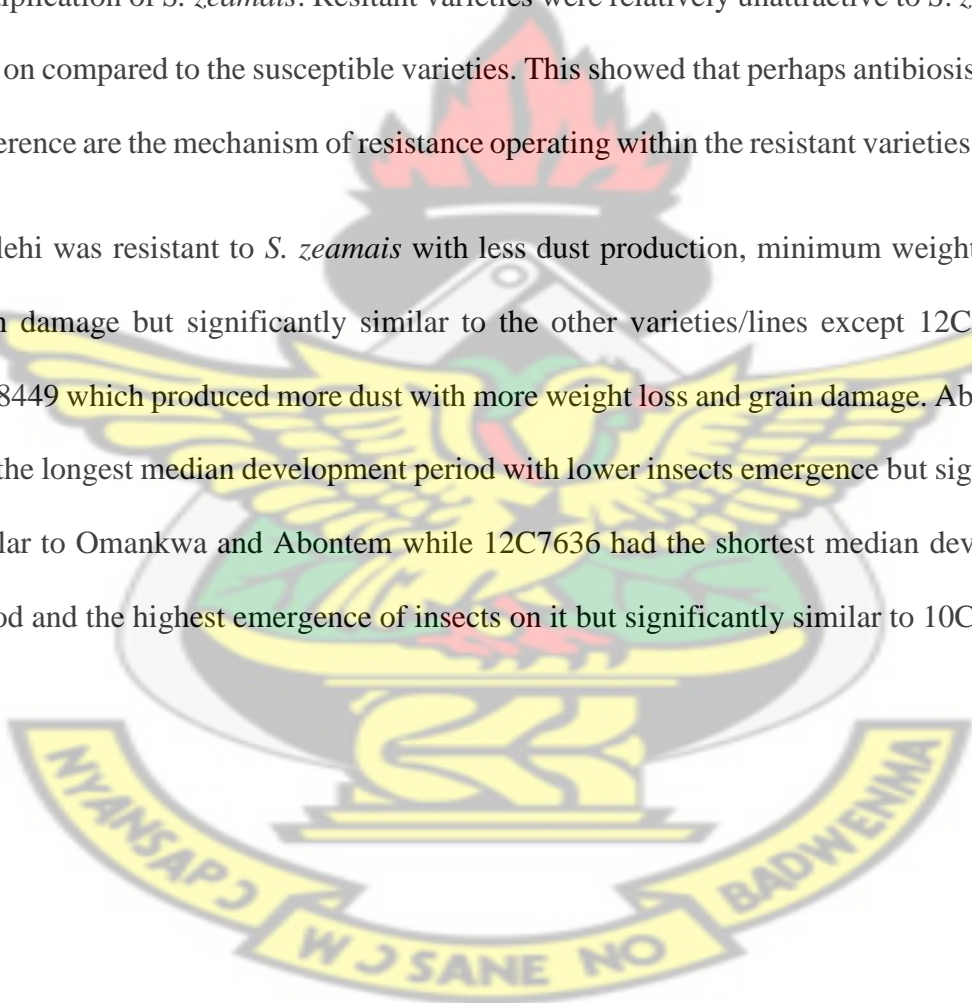 plication of S. zeamais. Resitant varieties were relatively unattractive to S. z
on compared to the susceptible varieties. This showed that perhaps antibiosis
erence are the mechanism of resistance operating within the resistant varieties
lehi was resistant to S. zeamais with less dust production, minimum weight
damage but significantly similar to the other varieties/lines except 12C
8449 which produced more dust with more weight loss and grain damage. Ab
the longest median development period with lower insects emergence but sig
lar to Omankwa and Abontem while 12C7636 had the shortest median dev
od and the highest emergence of insects on it but significantly similar to 10C
NYANSAPƆ
WƆSANE NO
BADWENMA